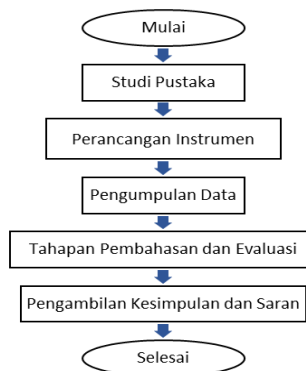 Mulai
Studi Pustaka
Perancangan Instrumen
Pengumpulan Data
Tahapan Pembahasan dan Evaluasi
Pengambilan Kesimpulan dan Saran
Selesai